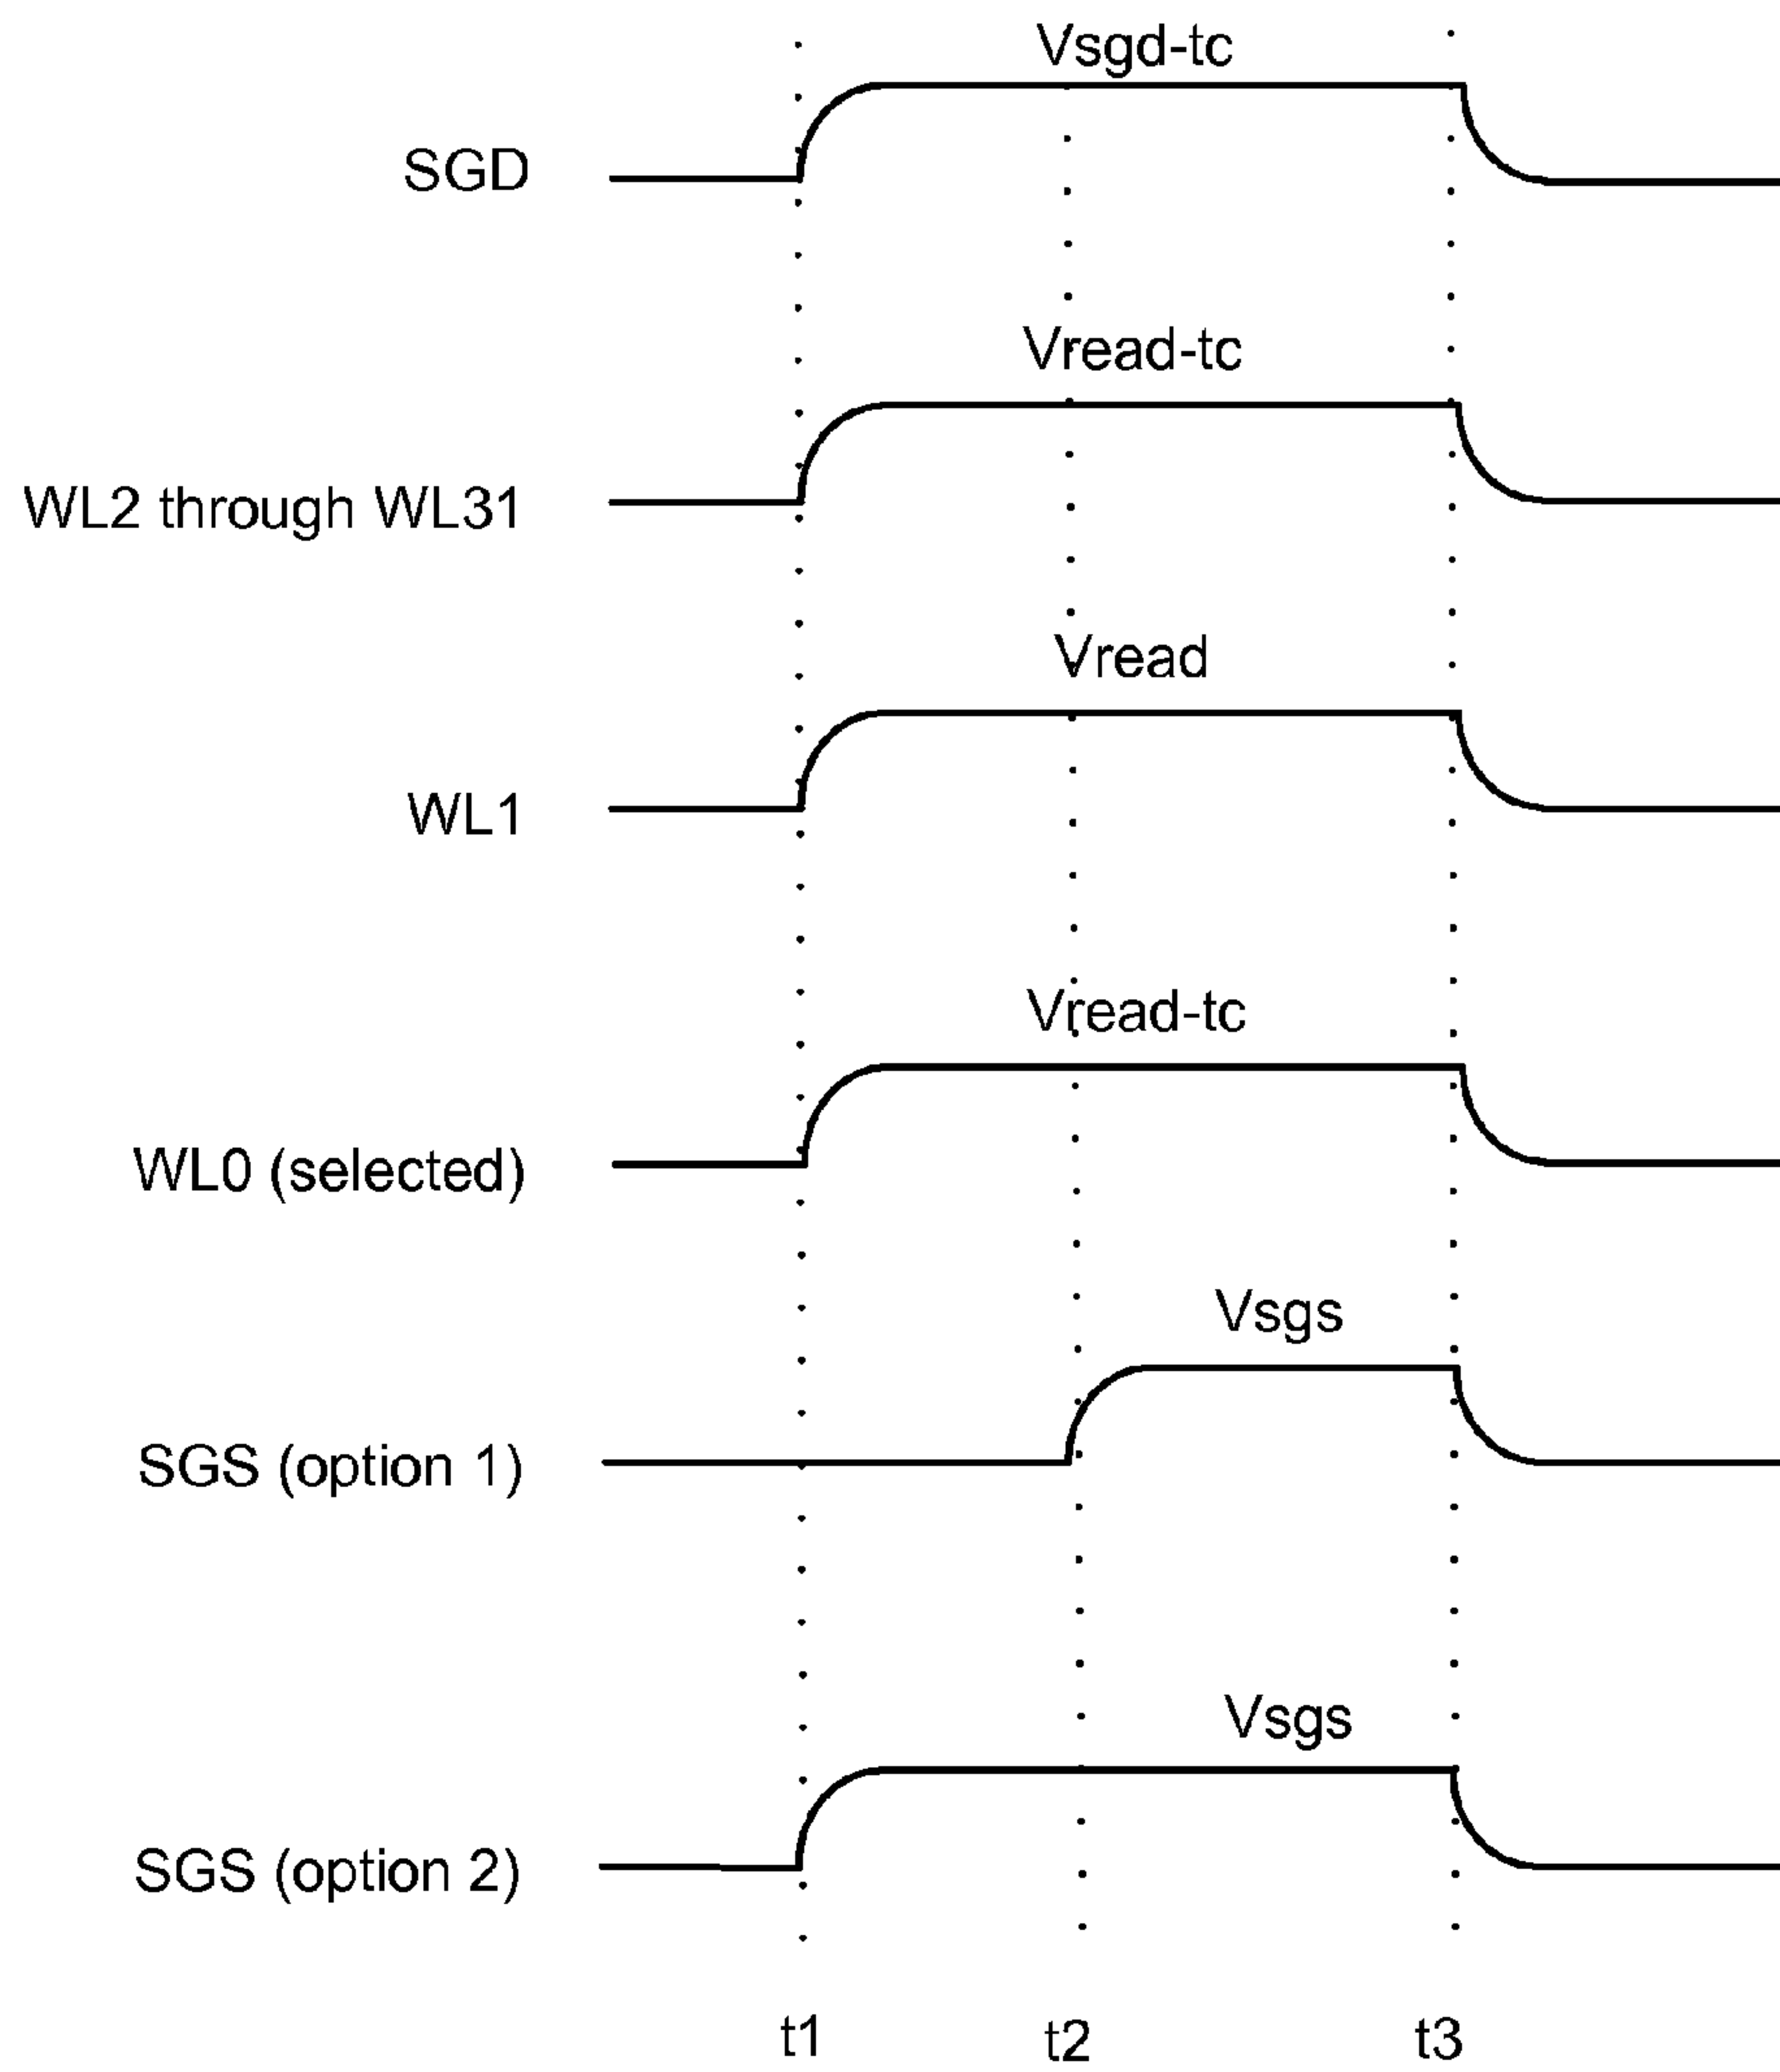 Vsgd-tc
SGD
Vread-tc
WL2 through WL31
Vread
WL1
Vread-tc
WL0 (selected)
Vsgs
SGS (option 1)
Vsgs
SGS (option 2)
t1 t2 t3